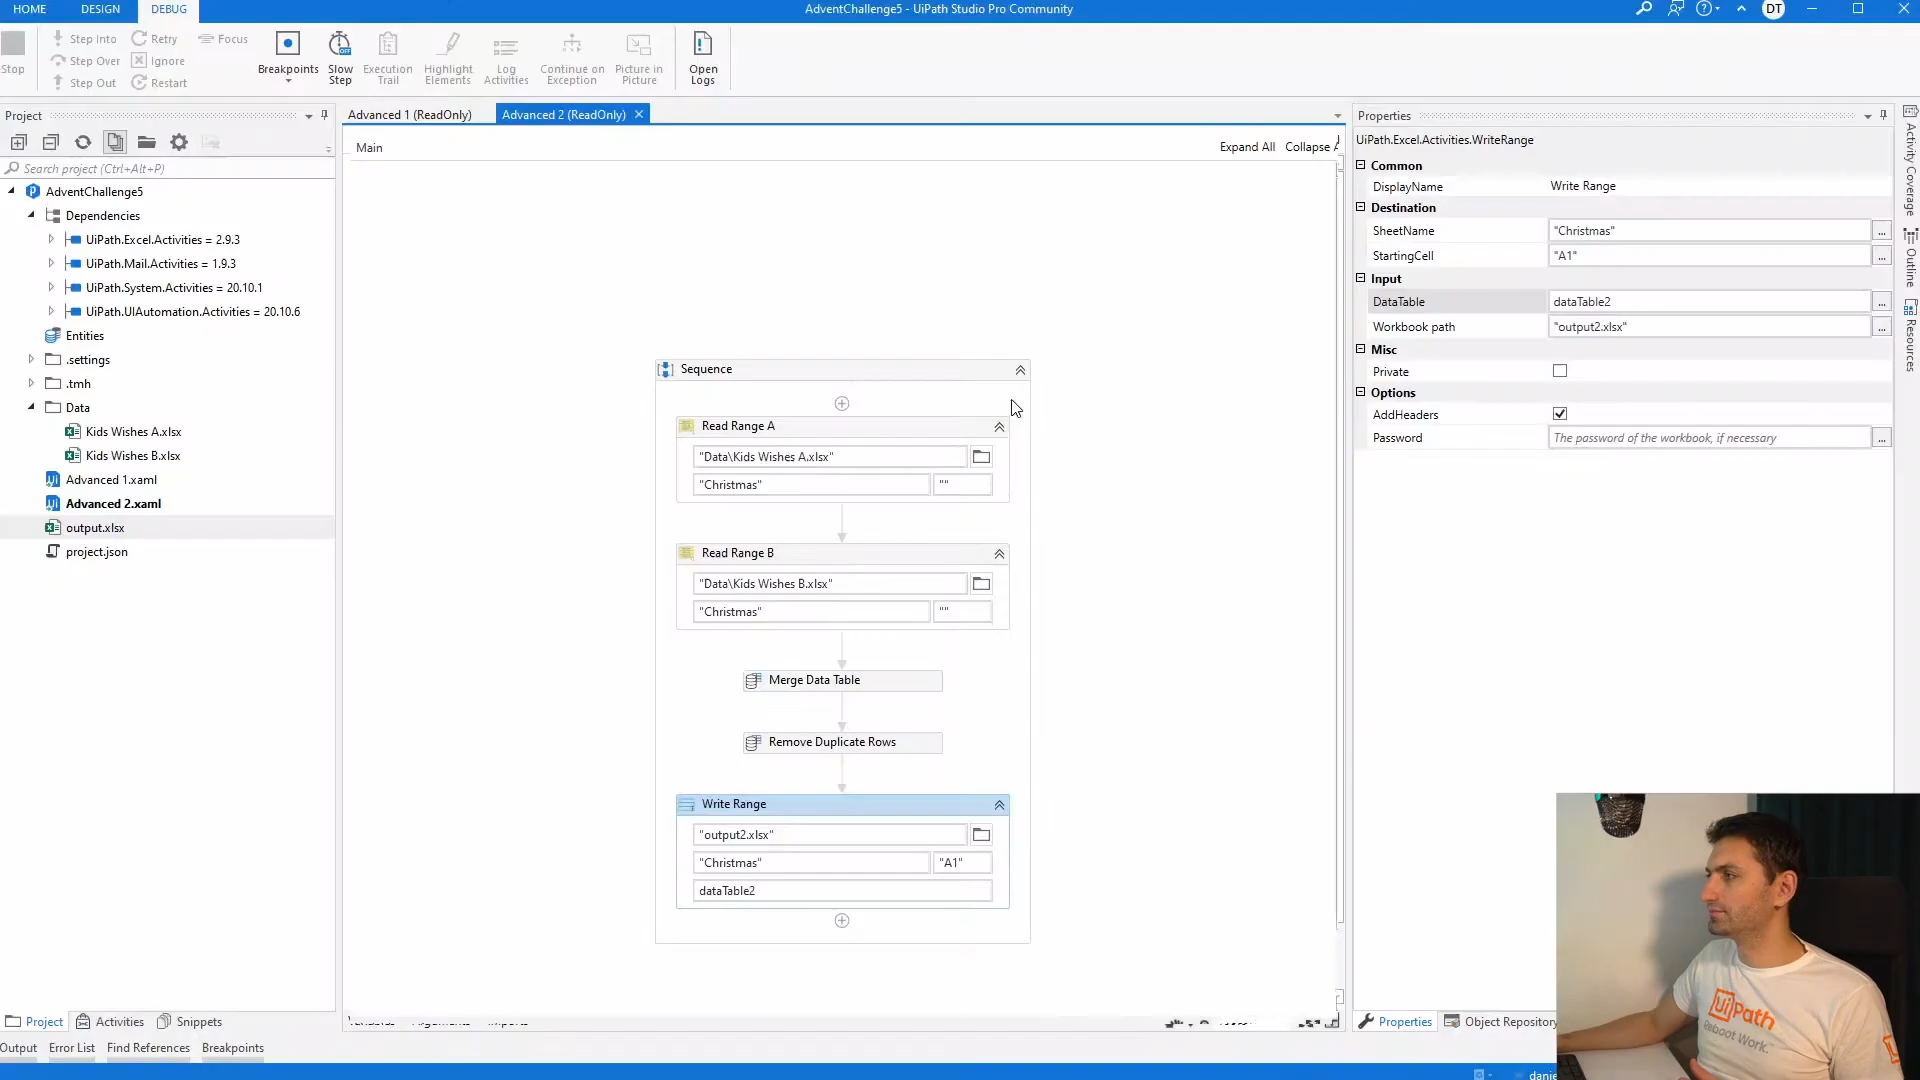 HOME DESIGN DEBUG
AdventChallenge5 - UiPath Studio Pro Community
DT
Stop
Step Into
Step Over
Step Out
Retry
Ignore
Restart
Focus
Breakpoints
Slow Step
Execution Trail
Highlight Elements
Log Activities
Continue on Exception
Picture in Picture
Open Logs
Project
Search project (Ctrl+Alt+P)
AdventChallenge5
Dependencies
UiPath.Excel.Activities = 2.9.3
UiPath.Mail.Activities = 1.9.3
UiPath.System.Activities = 20.10.1
UiPath.UIAutomation.Activities = 20.10.6
Entities
.settings
.tmh
Data
Kids Wishes A.xlsx
Kids Wishes B.xlsx
Advanced 1.xaml
Advanced 2.xaml
output.xlsx
project.json
Project Activities Snippets
Output Error List Find References Breakpoints
Advanced 1 (ReadOnly) Advanced 2 (ReadOnly)
Main
Expand All Collapse A
Sequence
Read Range A
"Data\Kids Wishes A.xlsx"
"Christmas" ""
Read Range B
"Data\Kids Wishes B.xlsx"
"Christmas" ""
Merge Data Table
Remove Duplicate Rows
Write Range
"output2.xlsx"
"Christmas" "A1"
dataTable2
Properties
UiPath.Excel.Activities.WriteRange
Common
DisplayName Write Range
Destination
SheetName "Christmas" ...
StartingCell "A1" ...
Input
DataTable dataTable2 ...
Workbook path "output2.xlsx" ...
Misc
Private
Options
AddHeaders
Password The password of the workbook, if necessary ...
Properties Object Repository
Activity Coverage
Outline
Resources
UiPath
Reboot Work.
danie